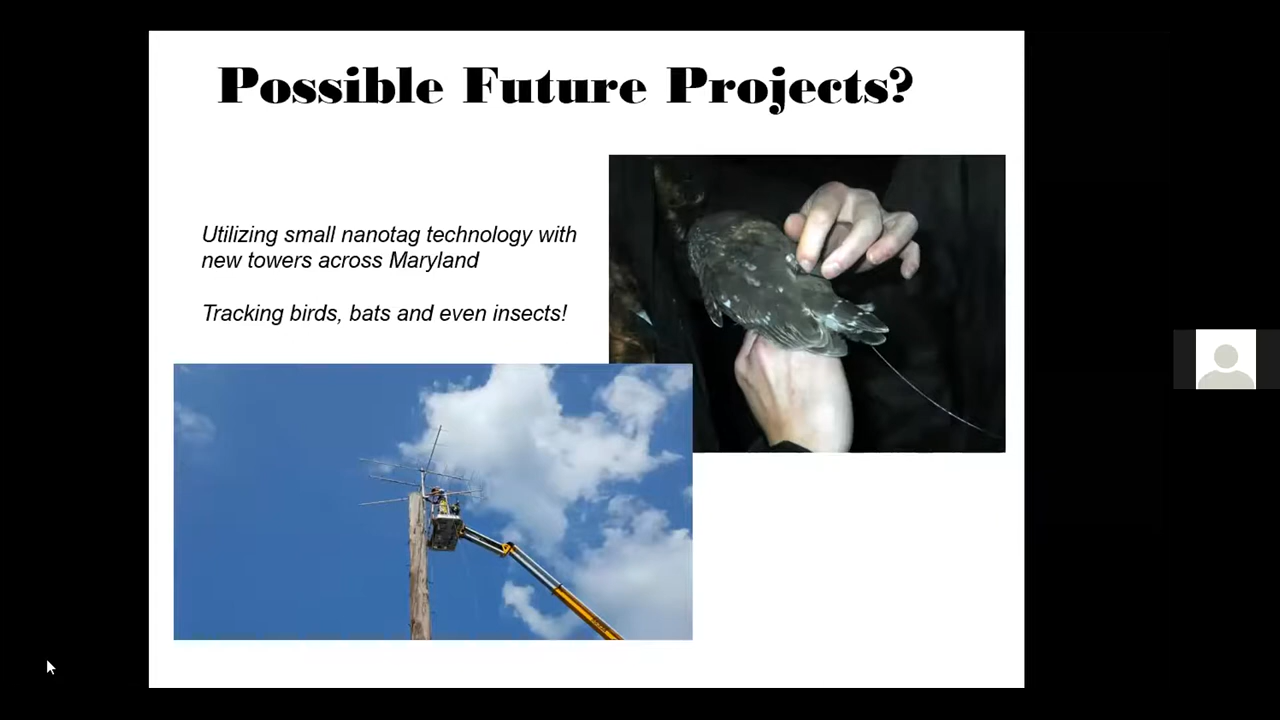 Possible Future Projects?
Utilizing small nanotag technology with
new towers across Maryland
Tracking birds, bats and even insects!